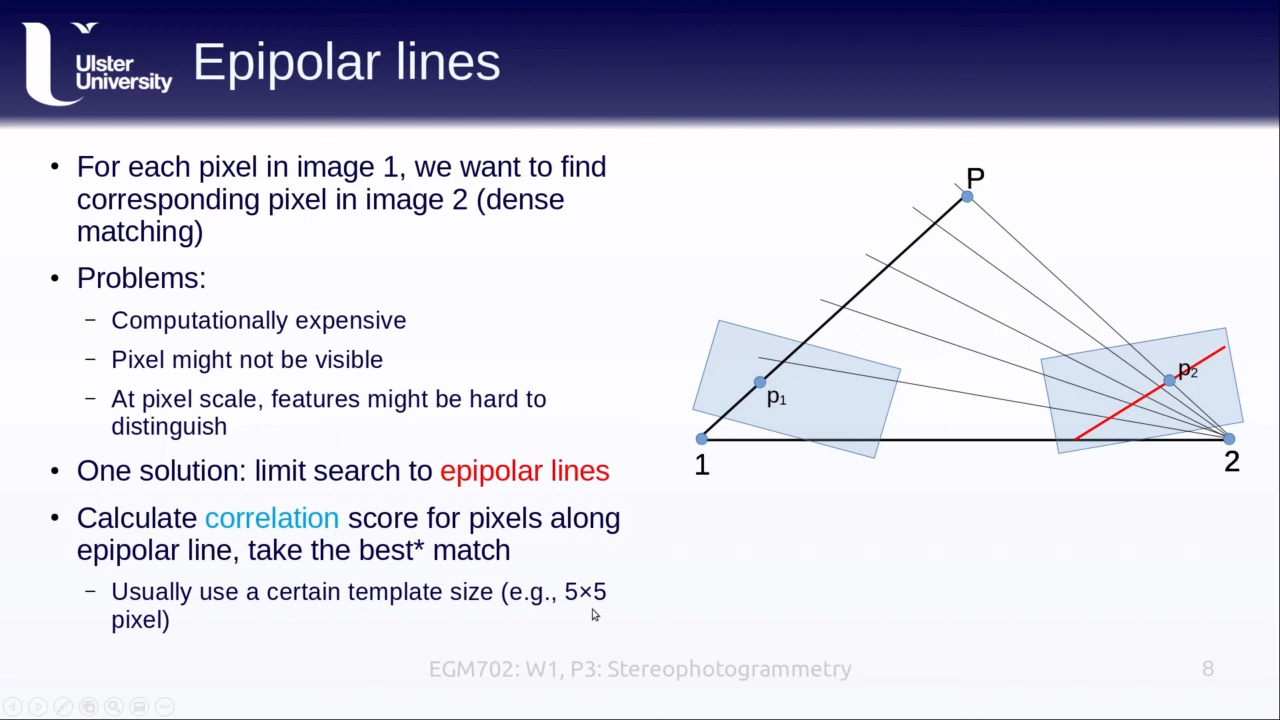 Ulster
University
Epipolar lines
• For each pixel in image 1, we want to find
corresponding pixel in image 2 (dense
matching)
• Problems:
– Computationally expensive
– Pixel might not be visible
– At pixel scale, features might be hard to
distinguish
• One solution: limit search to epipolar lines
• Calculate correlation score for pixels along
epipolar line, take the best* match
– Usually use a certain template size (e.g., 5×5
pixel)
P
p₁
p₂
1
2
EGM702: W1, P3: Stereophotogrammetry
8